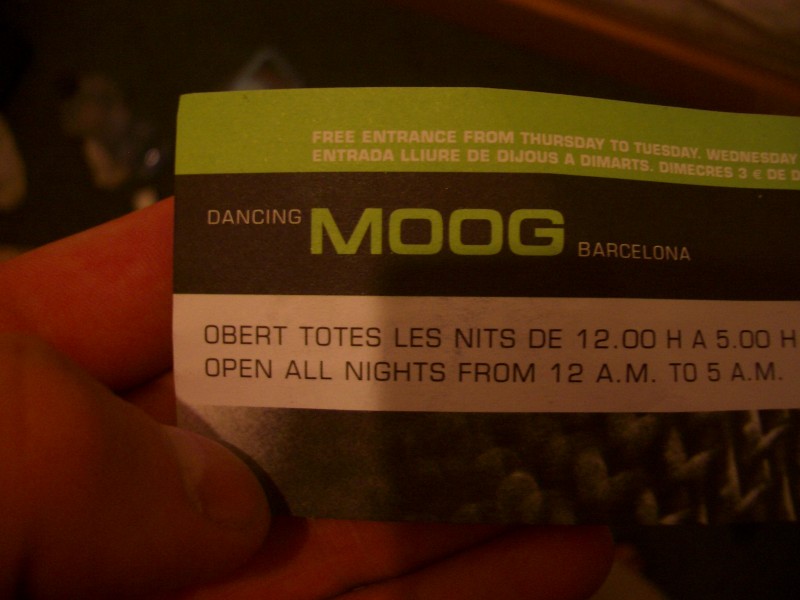 FREE ENTRANCE FROM THURSDAY TO TUESDAY. WEDNESDAY
ENTRADA LLIURE DE DIJOUS A DIMARTS. DIMECRES 3 € DE D
DANCING MOOG BARCELONA
OBERT TOTES LES NITS DE 12.00 H A 5.00 H
OPEN ALL NIGHTS FROM 12 A.M. TO 5 A.M.